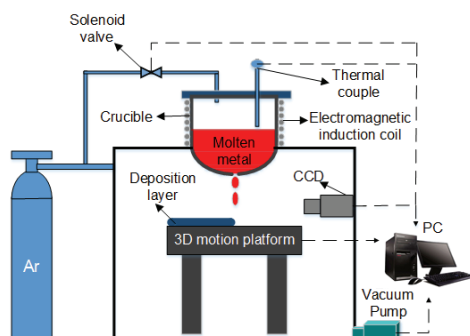 Solenoid
valve
Thermal
couple
Crucible
Electromagnetic
induction coil
Molten
metal
Deposition
layer
CCD
3D motion platform
PC
Ar
Vacuum
Pump